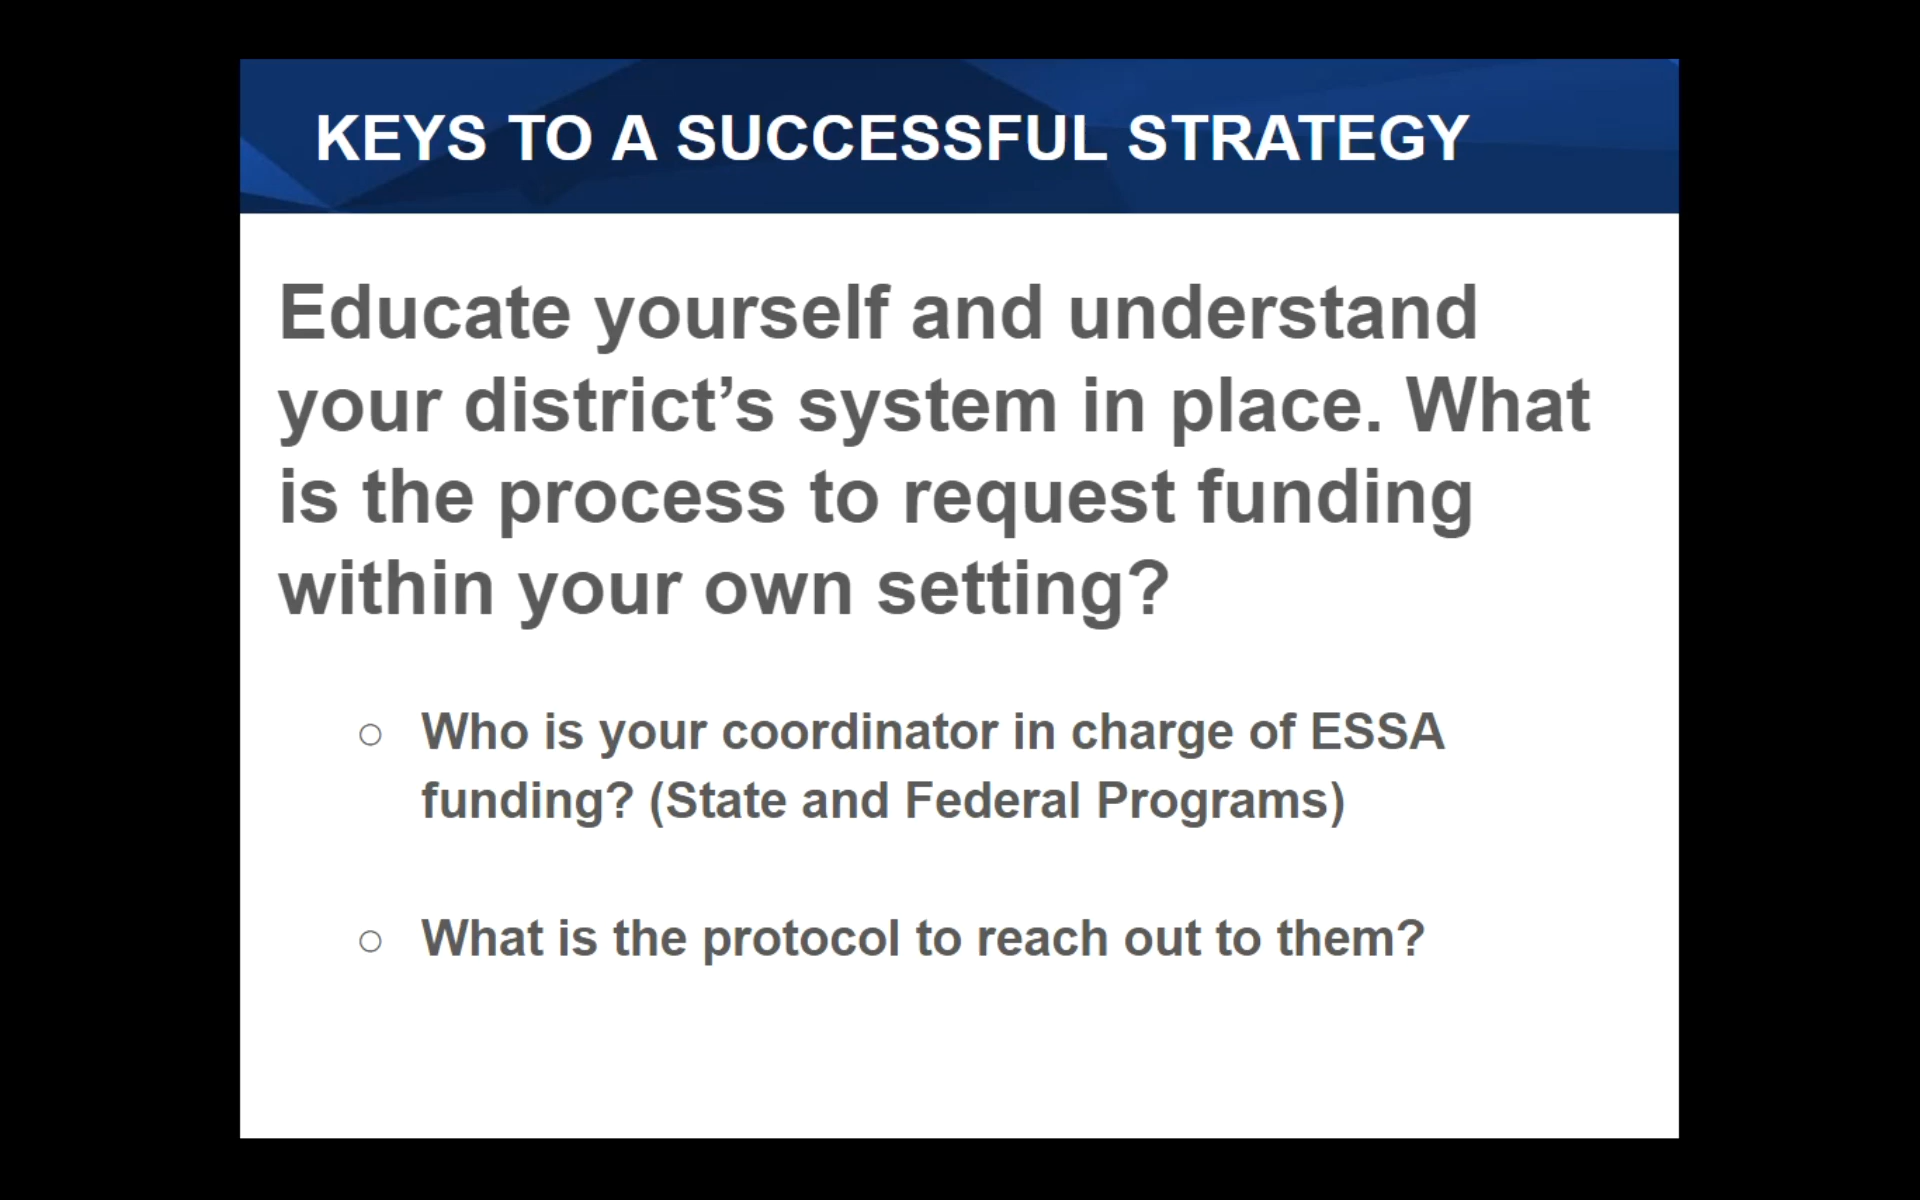 KEYS TO A SUCCESSFUL STRATEGY
Educate yourself and understand
your district’s system in place. What
is the process to request funding
within your own setting?
○ Who is your coordinator in charge of ESSA
funding? (State and Federal Programs)
○ What is the protocol to reach out to them?